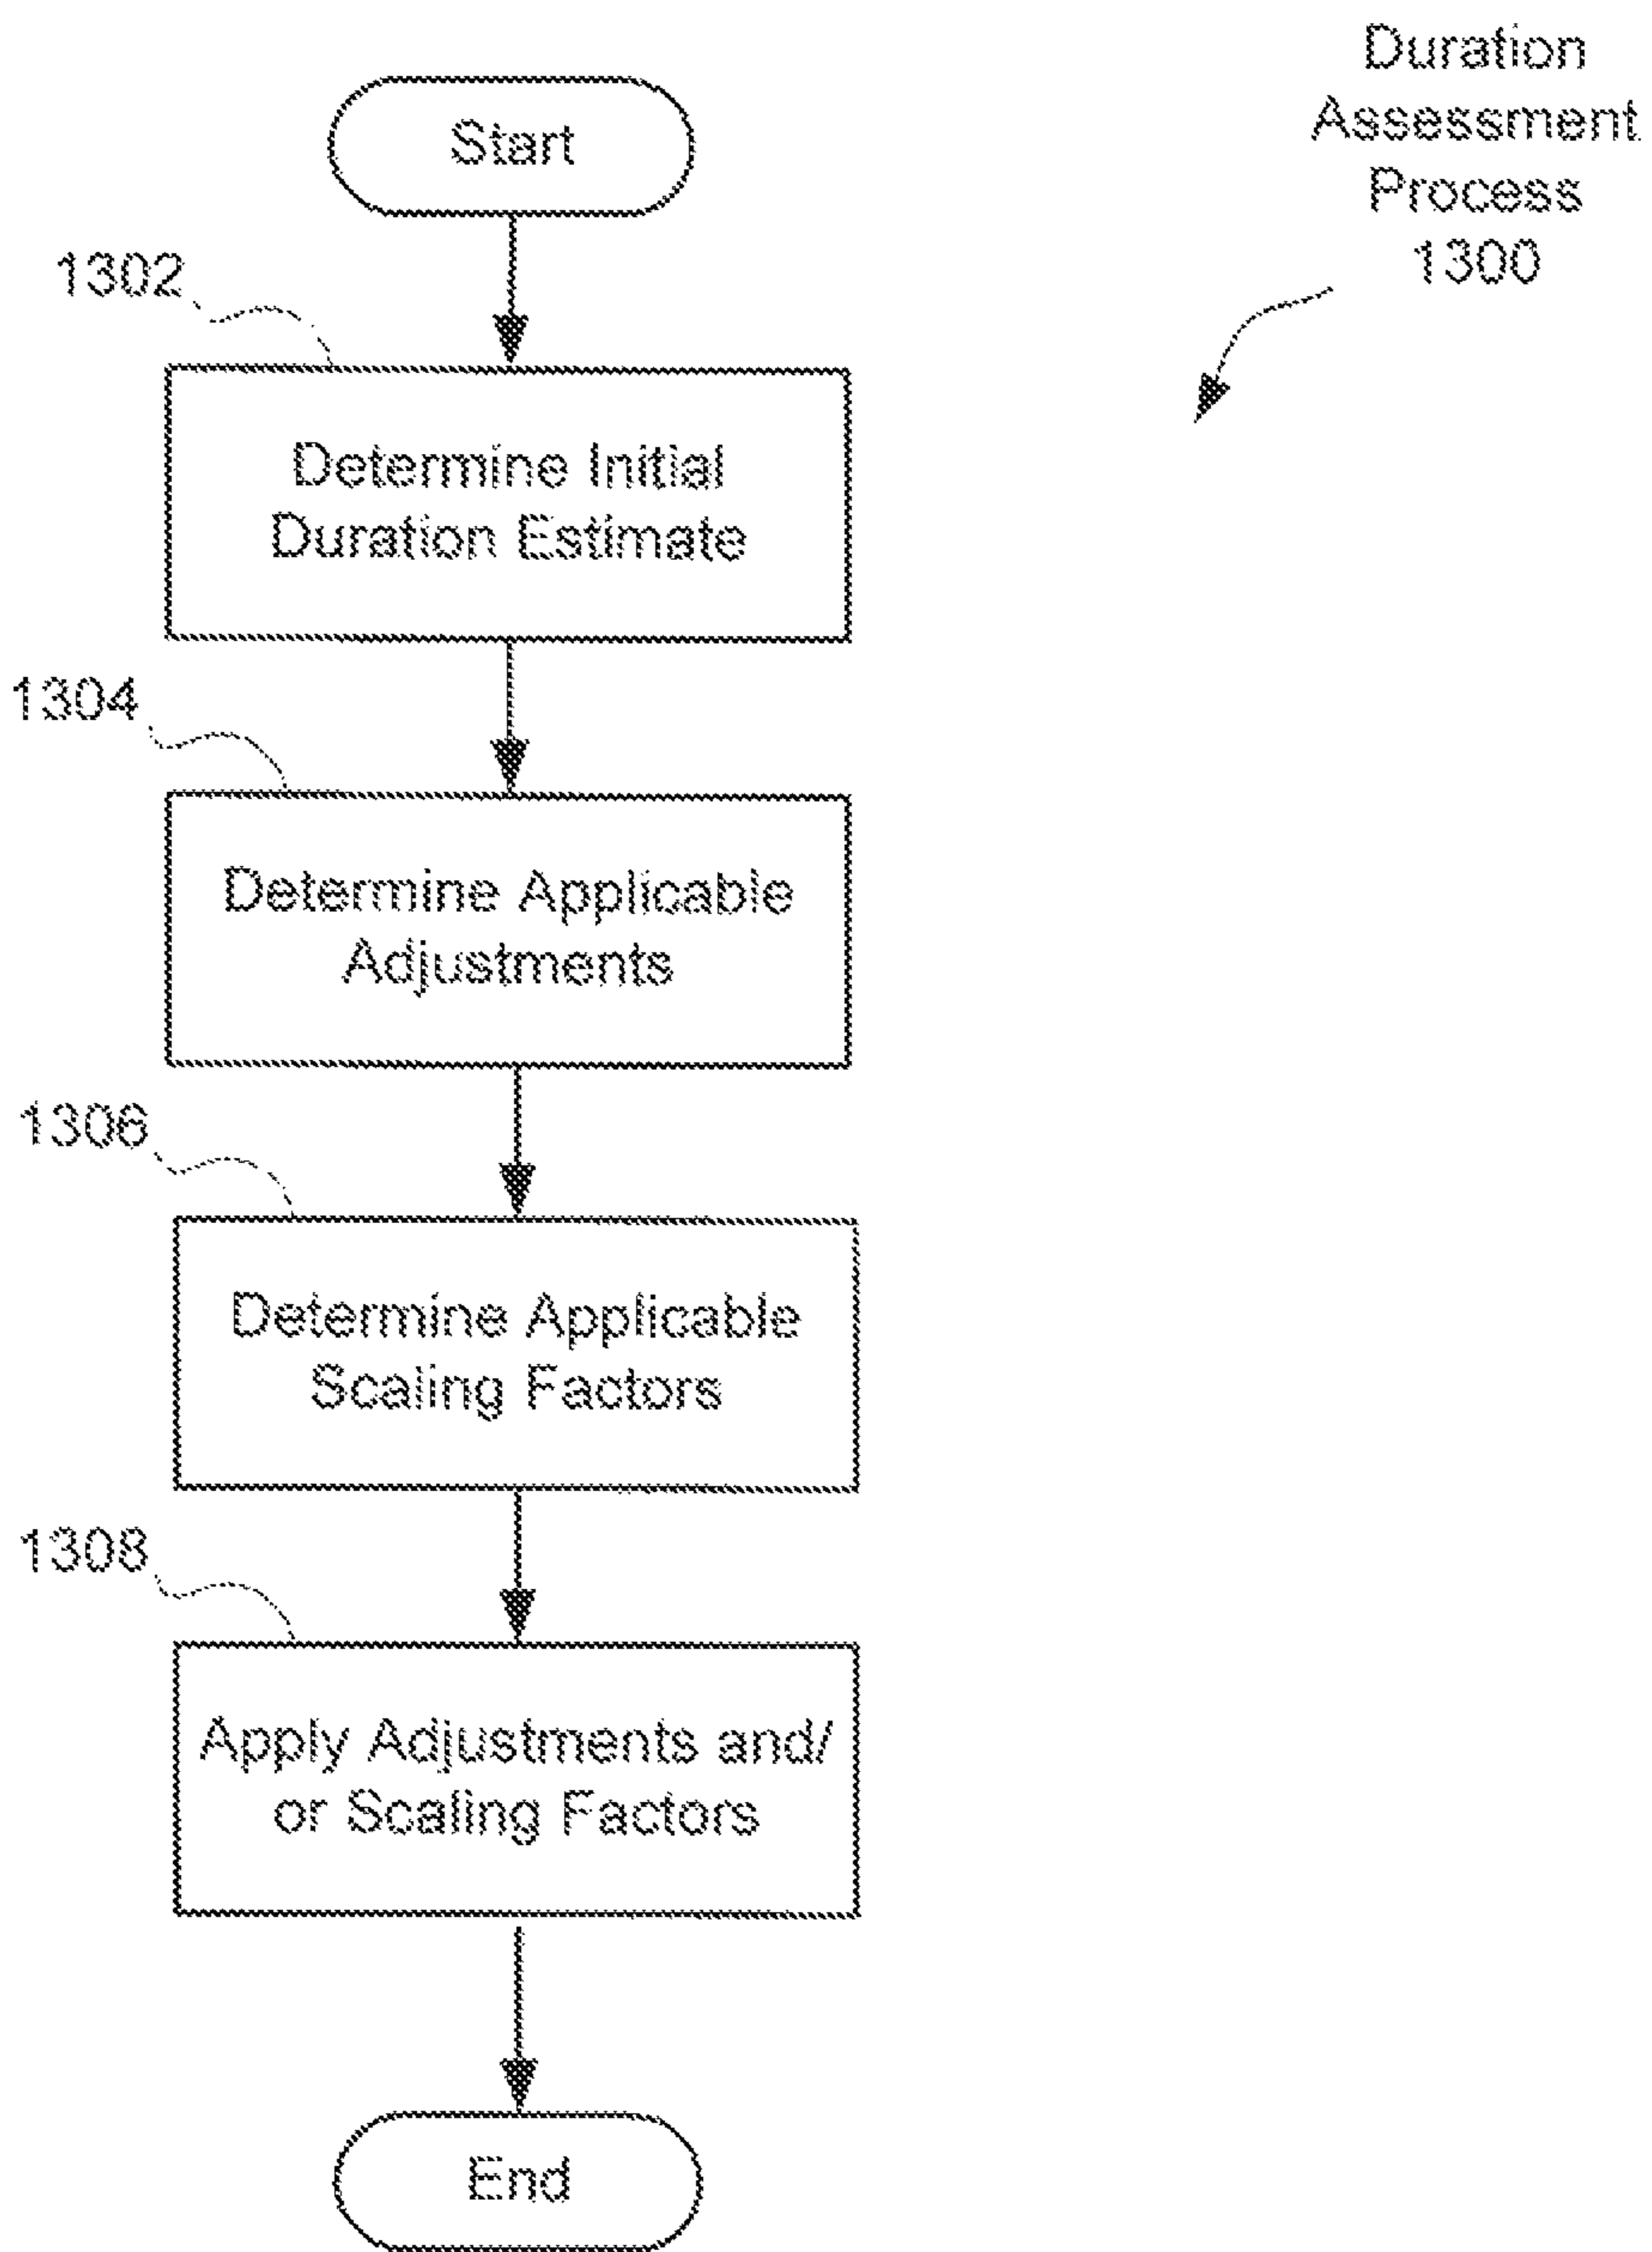 Duration
Assessment
Process
1300
Start
1302
Determine Initial
Duration Estimate
1304
Determine Applicable
Adjustments
1306
Determine Applicable
Scaling Factors
1308
Apply Adjustments and/
or Scaling Factors
End